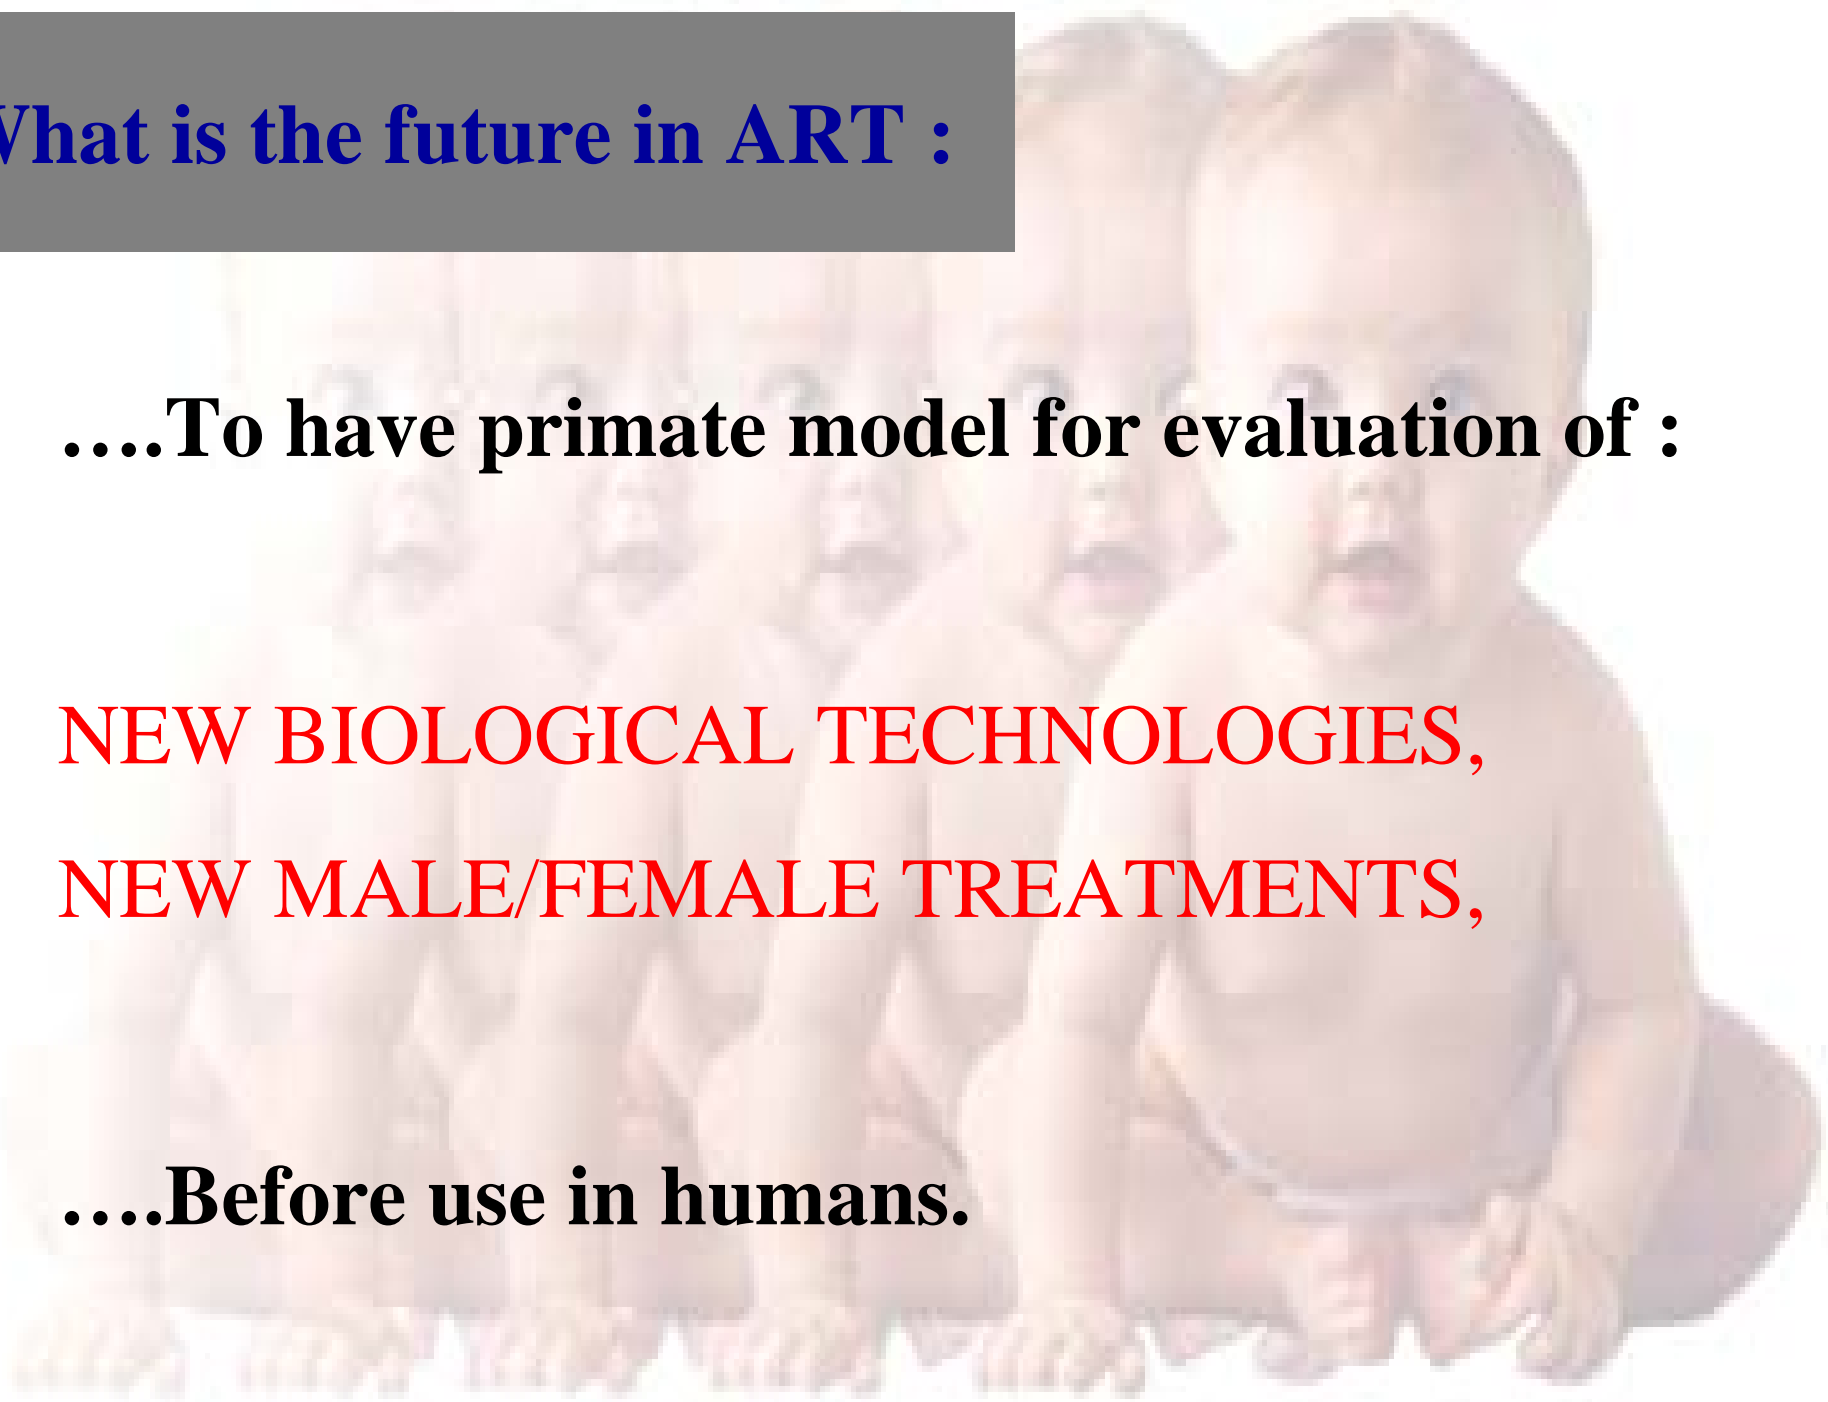 What is the future in ART :
….To have primate model for evaluation of :
NEW BIOLOGICAL TECHNOLOGIES,
NEW MALE/FEMALE TREATMENTS,
….Before use in humans.